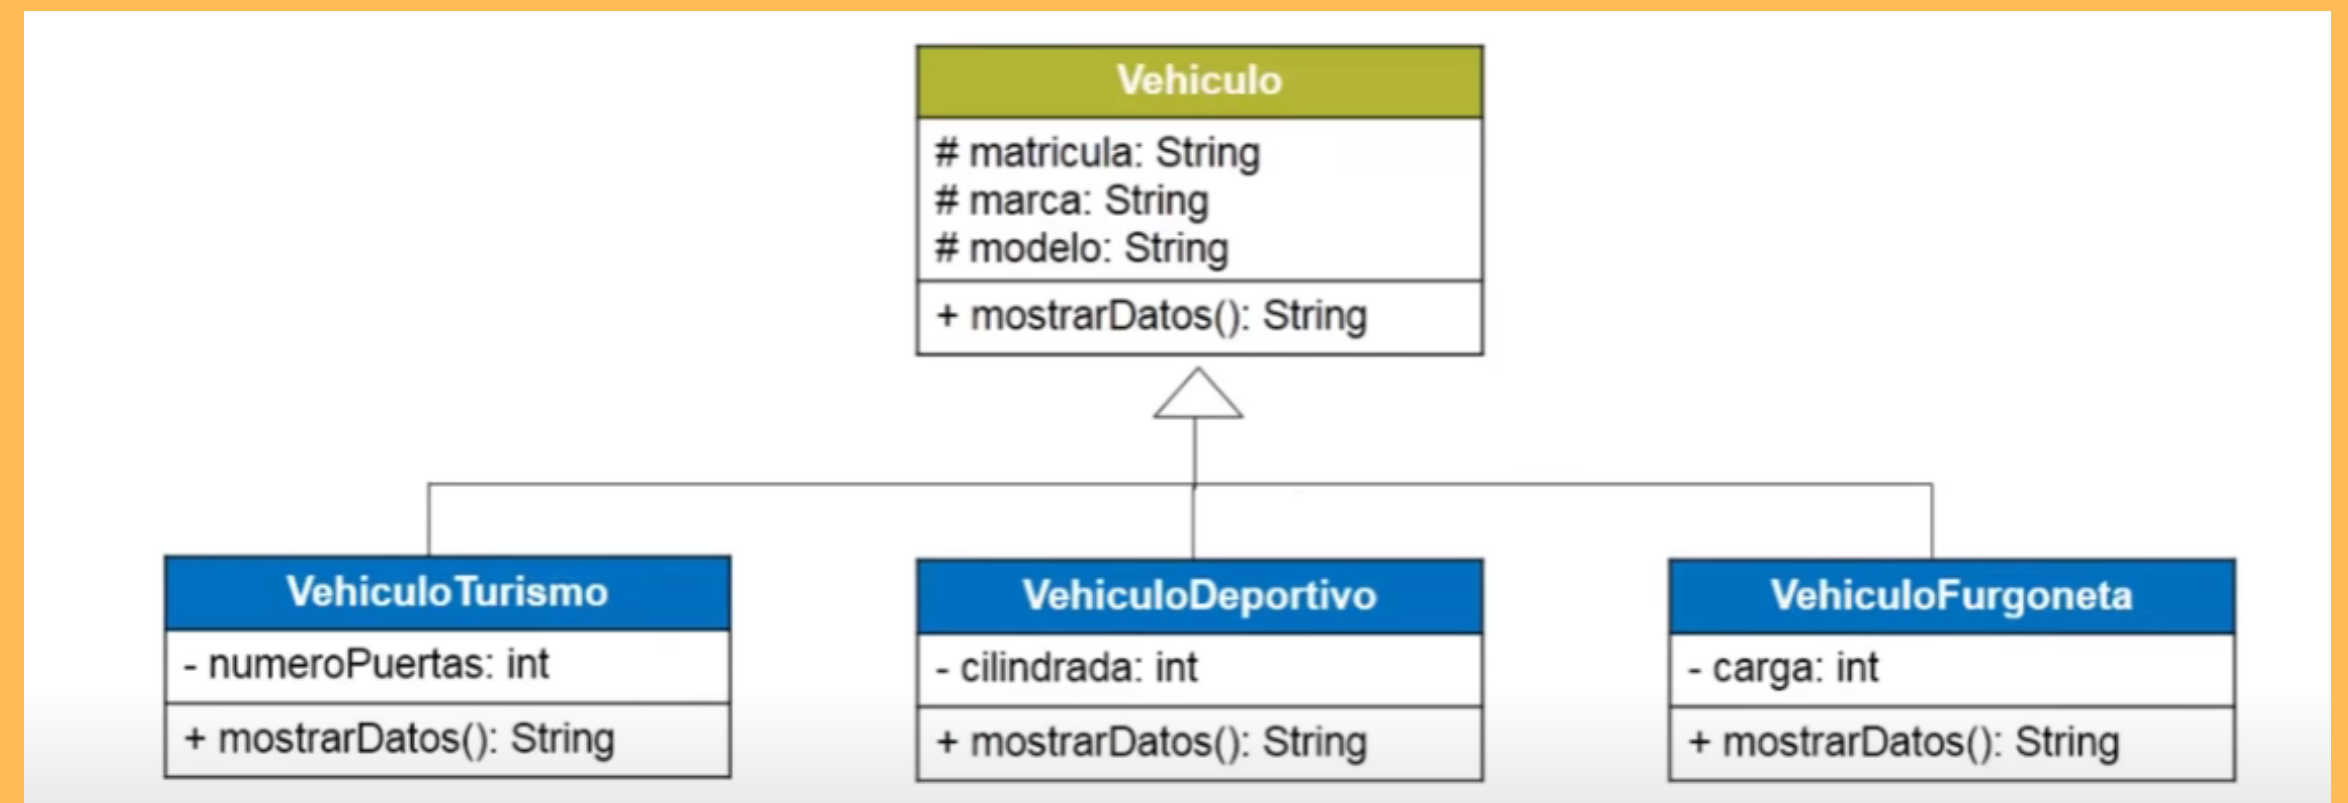 Vehiculo
# matricula: String
# marca: String
# modelo: String
+ mostrarDatos(): String
VehiculoTurismo
- numeroPuertas: int
+ mostrarDatos(): String
VehiculoDeportivo
- cilindrada: int
+ mostrarDatos(): String
VehiculoFurgoneta
- carga: int
+ mostrarDatos(): String